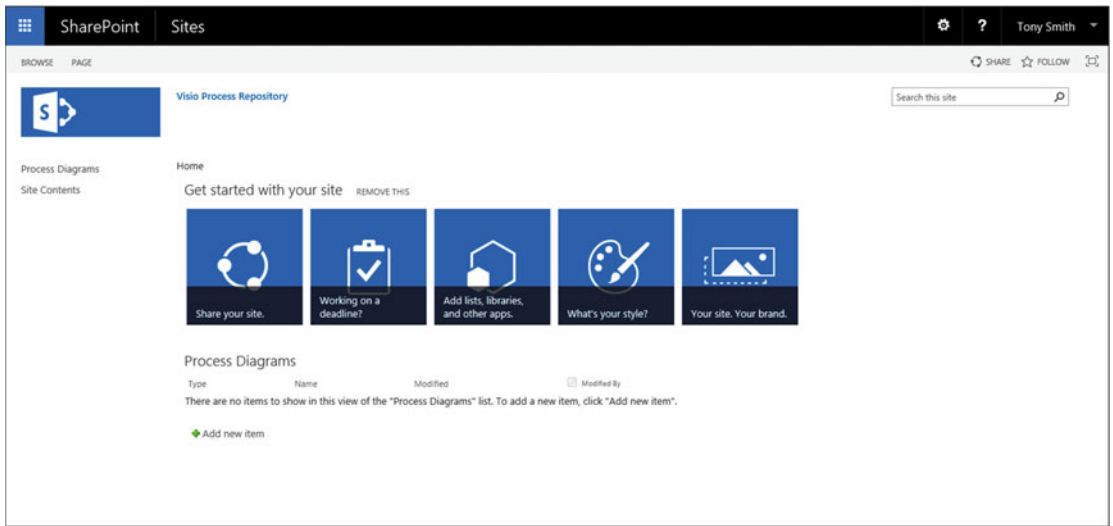 SharePoint Sites ? Tony Smith
BROWSE PAGE SHARE FOLLOW
S
Visio Process Repository
Search this site
Process Diagrams
Site Contents
Home
Get started with your site REMOVE THIS
Share your site.
Working on a
deadline?
Add lists, libraries,
and other apps.
What's your style?
Your site. Your brand.
Process Diagrams
Type Name Modified Modified By
There are no items to show in this view of the "Process Diagrams" list. To add a new item, click "Add new item".
Add new item